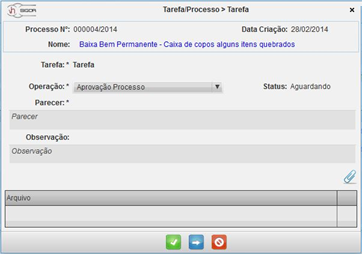 SIGDR
Tarefa/Processo > Tarefa
Processo Nº: 000004/2014 Data Criação: 28/02/2014
Nome: Baixa Bem Permanente - Caixa de copos alguns itens quebrados
Tarefa: * Tarefa
Operação: * Aprovação Processo Status: Aguardando
Parecer: *
Parecer
Observação:
Observação
Arquivo